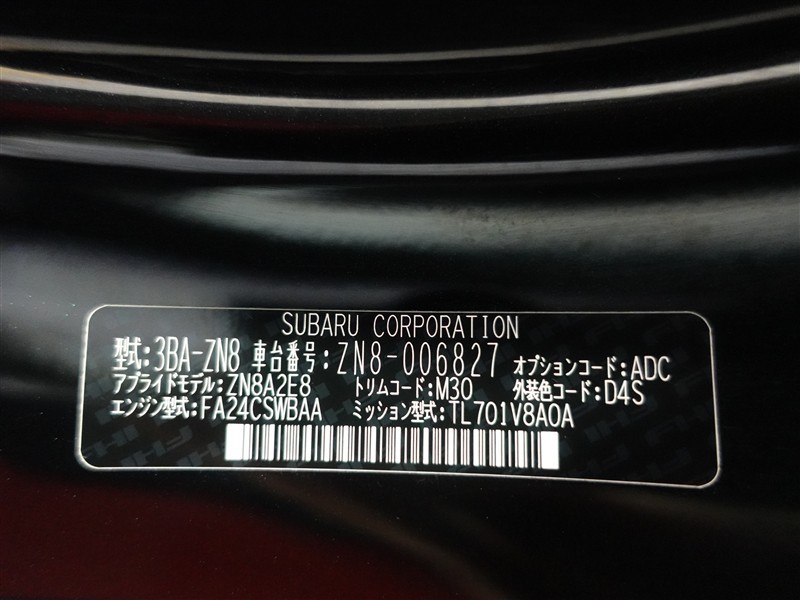 SUBARU CORPORATION
型式:3BA-ZN8 車台番号:ZN8-006827 オプションコード:ADC
アプライドモデル:ZN8A2E8 トリムコード:M30 外装色コード:D4S
エンジン型式:FA24CSWBAA ミッション型式:TL701V8A0A